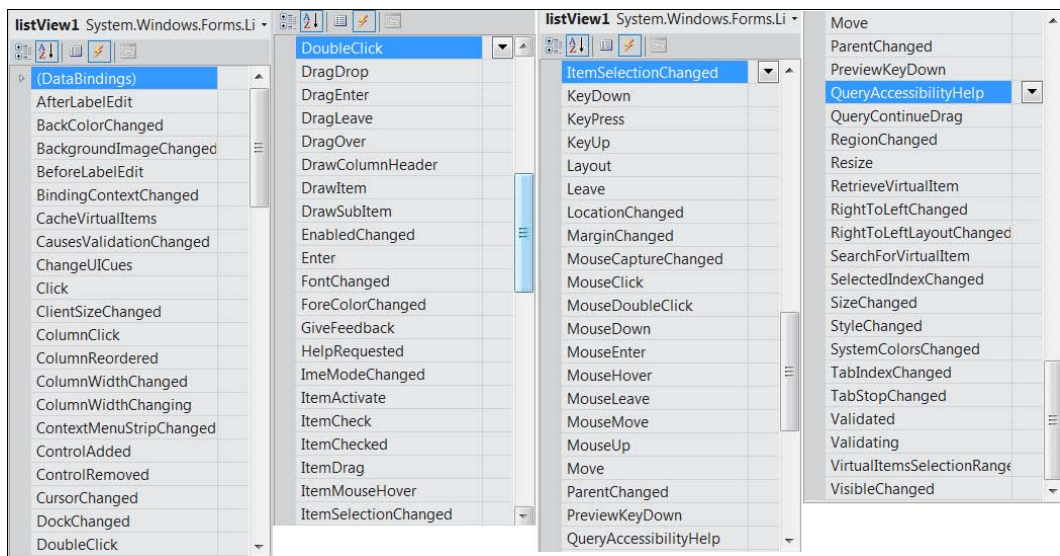 listView1 System.Windows.Forms.Li
(DataBindings)
AfterLabelEdit
BackColorChanged
BackgroundImageChanged
BeforeLabelEdit
BindingContextChanged
CacheVirtualItems
CausesValidationChanged
ChangeUICues
Click
ClientSizeChanged
ColumnClick
ColumnReordered
ColumnWidthChanged
ColumnWidthChanging
ContextMenuStripChanged
ControlAdded
ControlRemoved
CursorChanged
DockChanged
DoubleClick
DoubleClick
DragDrop
DragEnter
DragLeave
DragOver
DrawColumnHeader
DrawItem
DrawSubItem
EnabledChanged
Enter
FontChanged
ForeColorChanged
GiveFeedback
HelpRequested
ImeModeChanged
ItemActivate
ItemCheck
ItemChecked
ItemDrag
ItemMouseHover
ItemSelectionChanged
listView1 System.Windows.Forms.Li
ItemSelectionChanged
KeyDown
KeyPress
KeyUp
Layout
Leave
LocationChanged
MarginChanged
MouseCaptureChanged
MouseClick
MouseDoubleClick
MouseDown
MouseEnter
MouseHover
MouseLeave
MouseMove
MouseUp
Move
ParentChanged
PreviewKeyDown
QueryAccessibilityHelp
Move
ParentChanged
PreviewKeyDown
QueryAccessibilityHelp
QueryContinueDrag
RegionChanged
Resize
RetrieveVirtualItem
RightToLeftChanged
RightToLeftLayoutChanged
SearchForVirtualItem
SelectedIndexChanged
SizeChanged
StyleChanged
SystemColorsChanged
TabIndexChanged
TabStopChanged
Validated
Validating
VirtualItemsSelectionRange
VisibleChanged